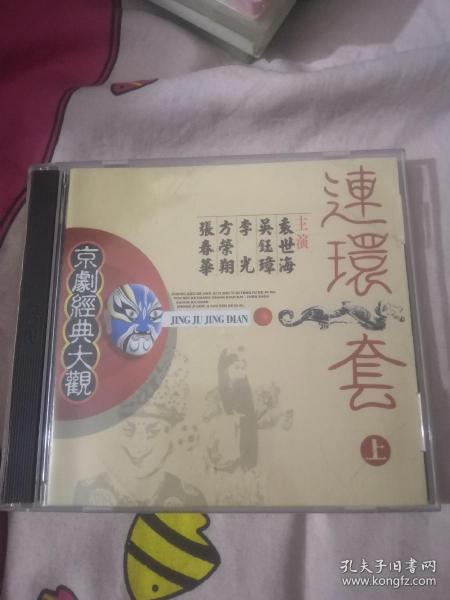 連環套
上
主演
袁世海
吳鈺璋
李光
方榮翔
張春華
京劇經典大觀
JING JU JING DIAN
孔夫子旧书网
www.kongfz.com